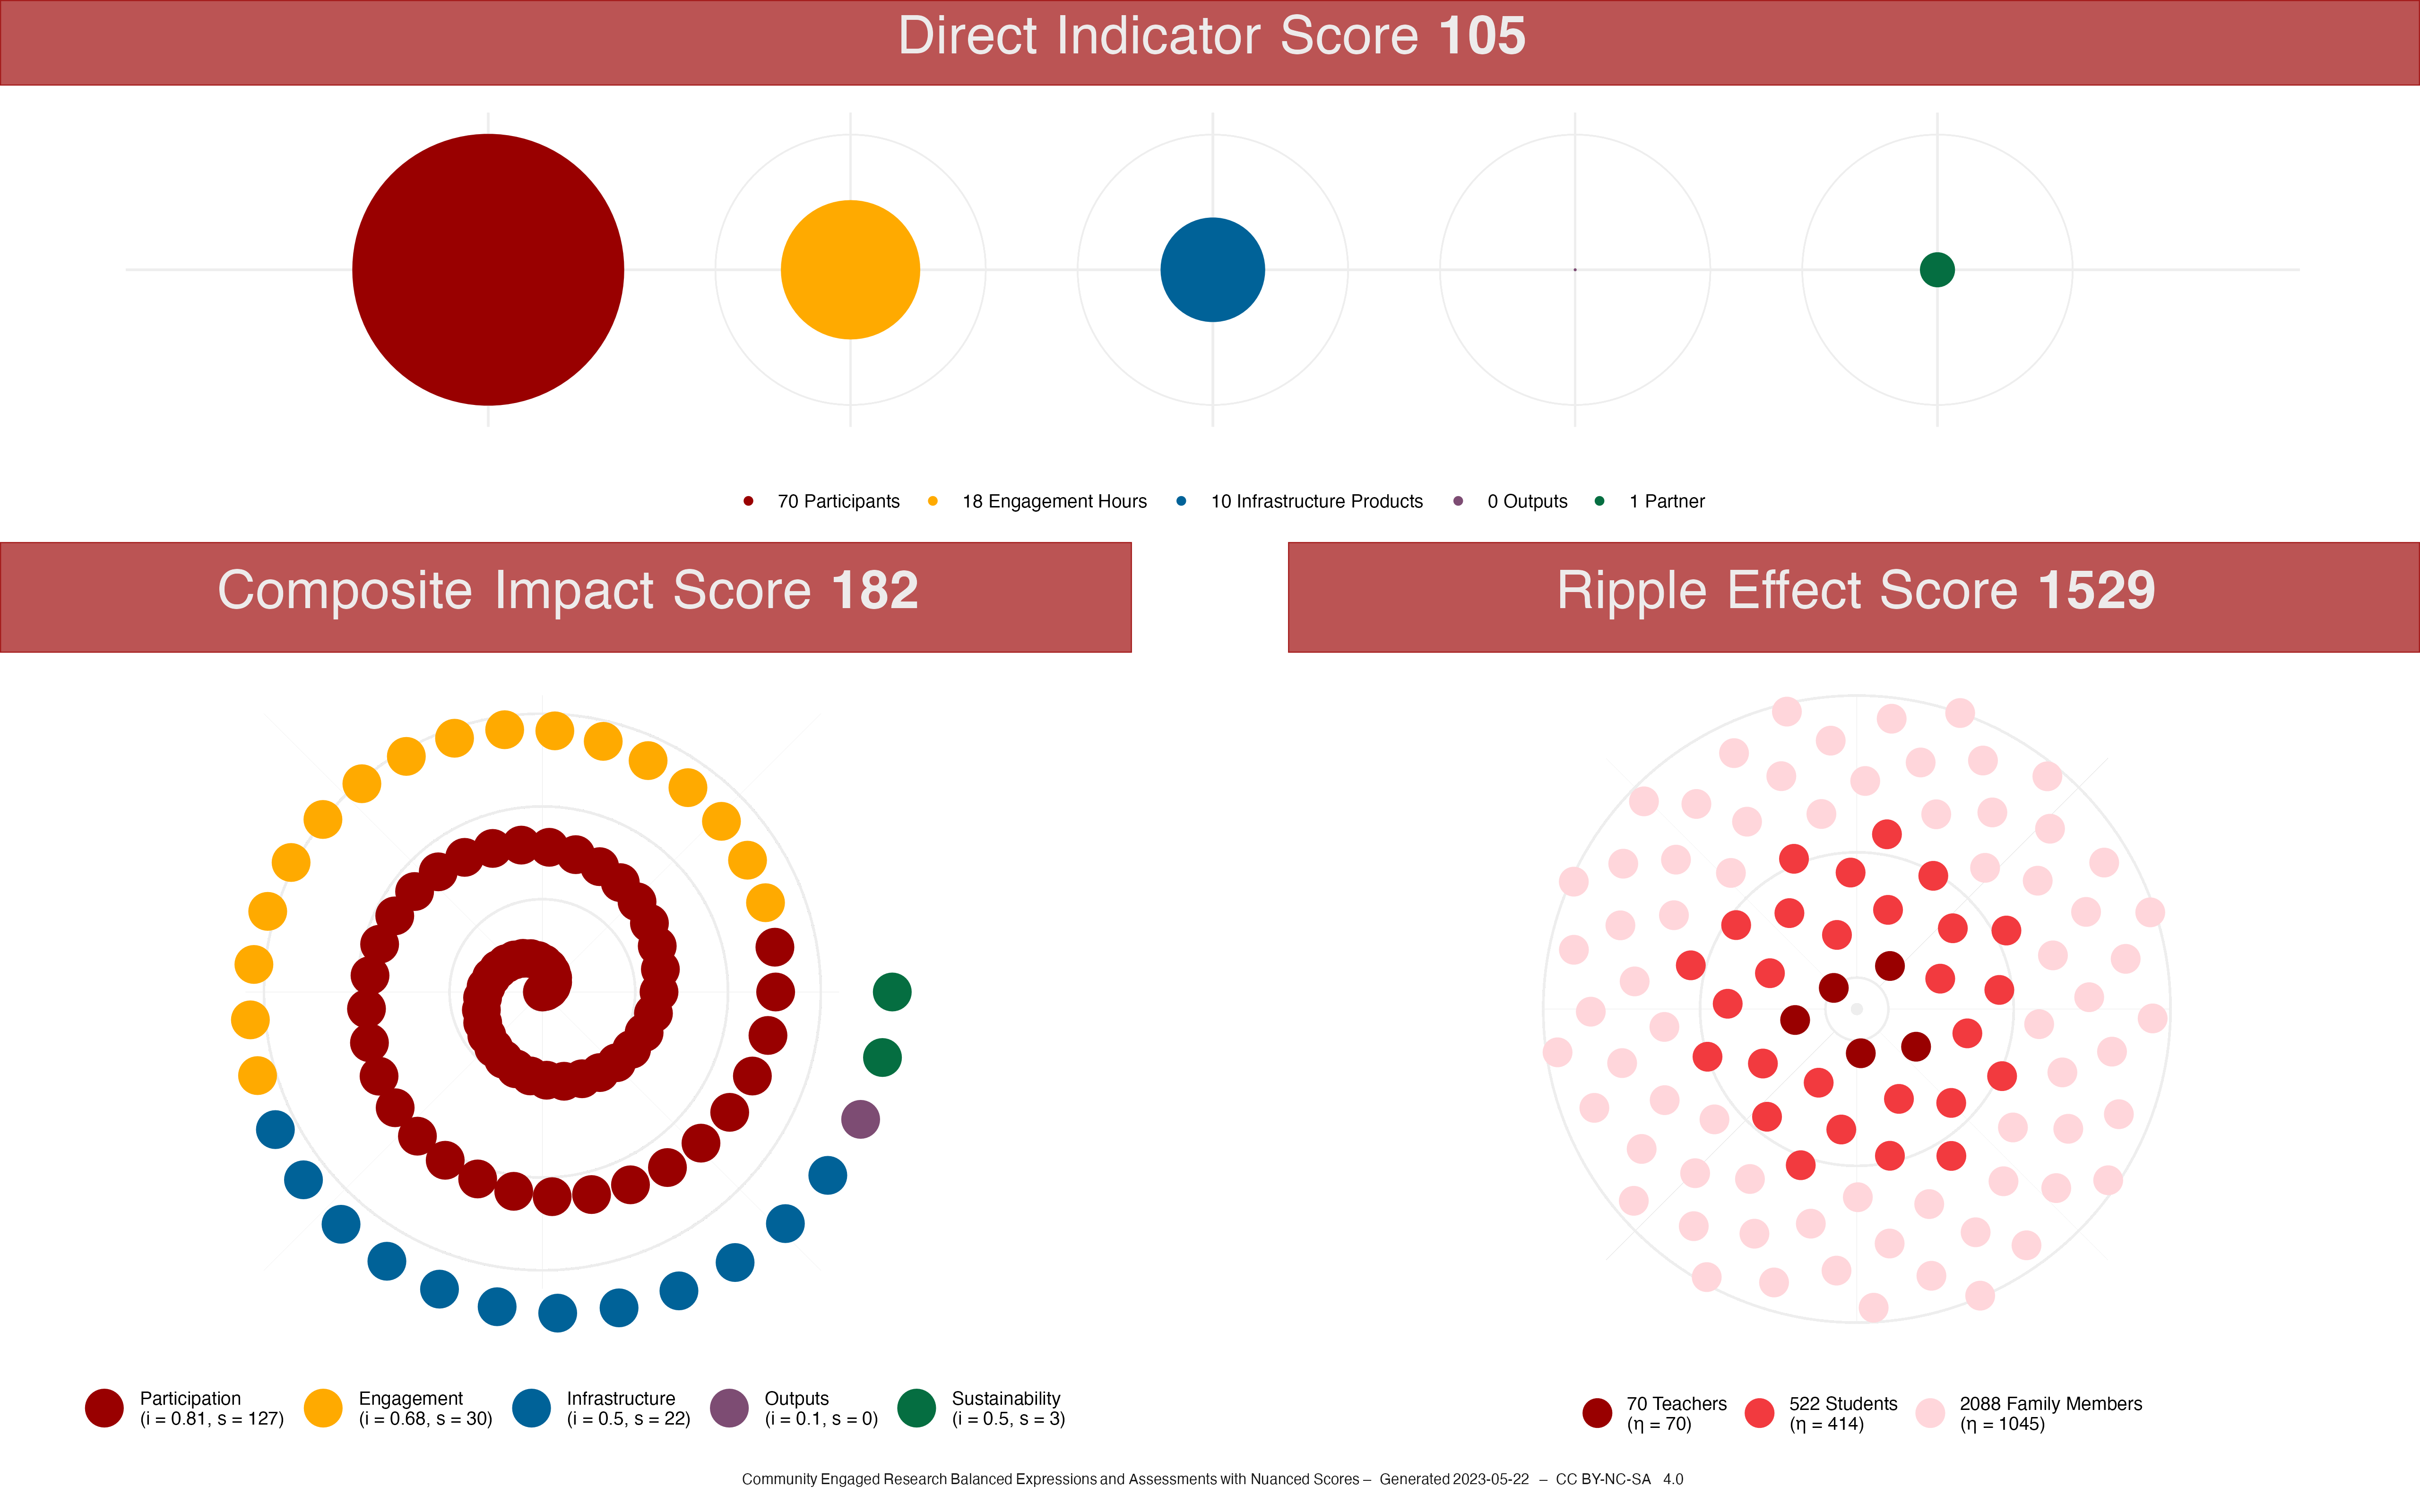 Direct Indicator Score 105
70 Participants 18 Engagement Hours 10 Infrastructure Products 0 Outputs 1 Partner
Composite Impact Score 182
Ripple Effect Score 1529
Participation
(i = 0.81, s = 127)
Engagement
(i = 0.68, s = 30)
Infrastructure
(i = 0.5, s = 22)
Outputs
(i = 0.1, s = 0)
Sustainability
(i = 0.5, s = 3)
70 Teachers
(η = 70)
522 Students
(η = 414)
2088 Family Members
(η = 1045)
Community Engaged Research Balanced Expressions and Assessments with Nuanced Scores – Generated 2023-05-22 – CC BY-NC-SA 4.0